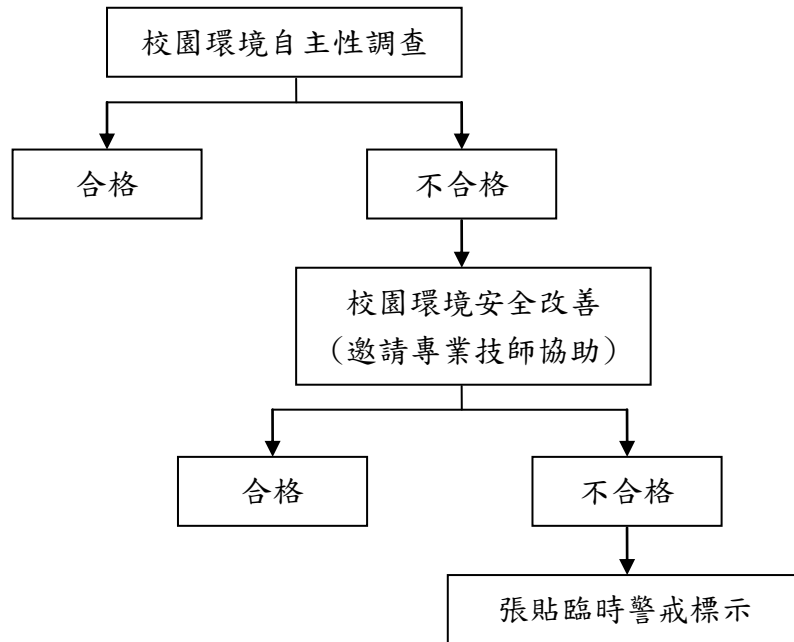 校園環境自主性調查
合格
不合格
校園環境安全改善
（邀請專業技師協助）
合格
不合格
張貼臨時警戒標示